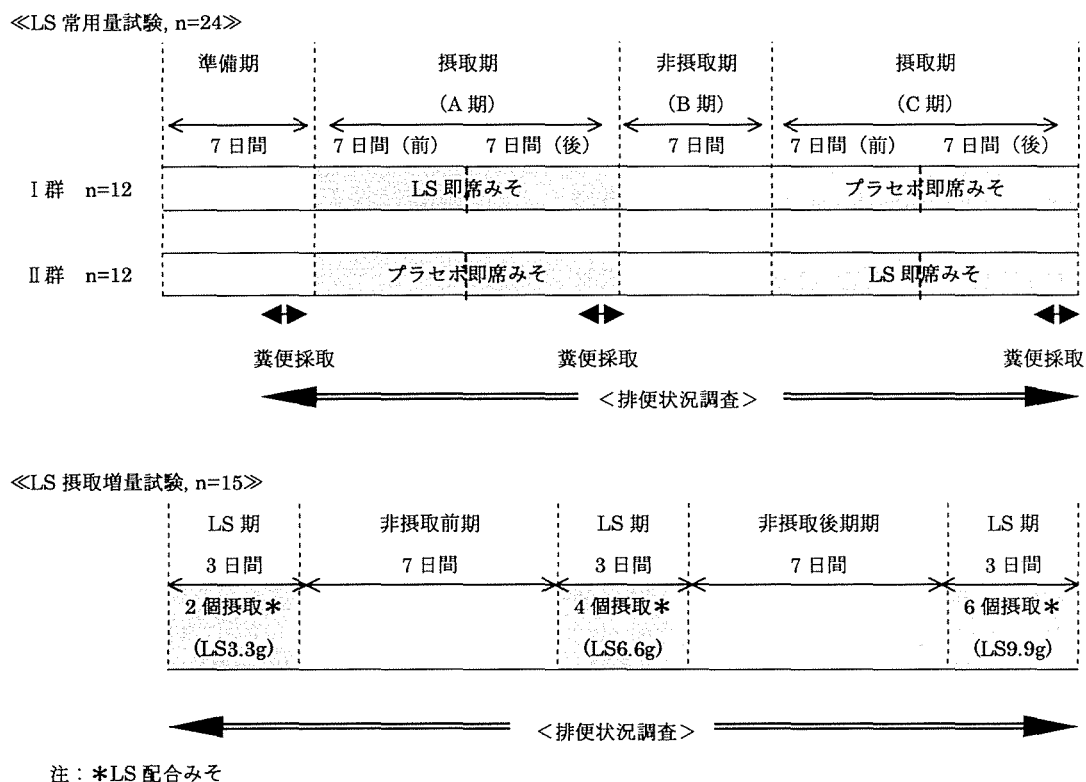 ≪LS 常用量試験, n=24≫
準備期 摂取期 非摂取期 摂取期
(A 期) (B 期) (C 期)
7 日間 7 日間（前） 7 日間（後） 7 日間 7 日間（前） 7 日間（後）
Ⅰ群 n=12 LS 即席みそ プラセボ即席みそ
Ⅱ群 n=12 プラセボ即席みそ LS 即席みそ
糞便採取 糞便採取 糞便採取
＜排便状況調査＞
≪LS 摂取増量試験, n=15≫
LS 期 非摂取前期 LS 期 非摂取後期期 LS 期
3 日間 7 日間 3 日間 7 日間 3 日間
2 個摂取＊ 4 個摂取＊ 6 個摂取＊
(LS3.3g) (LS6.6g) (LS9.9g)
＜排便状況調査＞
注：＊LS 配合みそ